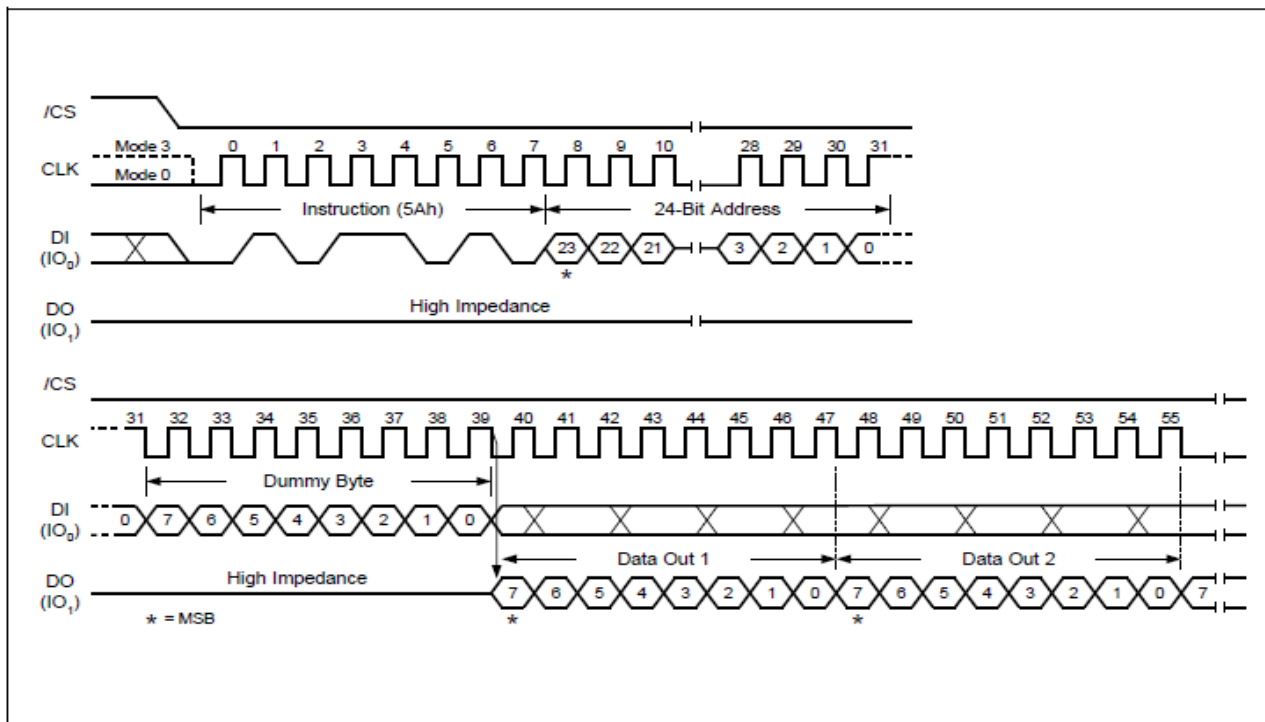 /CS
Mode 3 0 1 2 3 4 5 6 7 8 9 10 28 29 30 31
CLK
Mode 0
Instruction (5Ah) 24-Bit Address
DI
(IO0) 23 22 21 3 2 1 0
*
High Impedance
DO
(IO1)
/CS
31 32 33 34 35 36 37 38 39 40 41 42 43 44 45 46 47 48 49 50 51 52 53 54 55
CLK
Dummy Byte
DI
(IO0) 0 7 6 5 4 3 2 1 0
Data Out 1 Data Out 2
High Impedance
DO
(IO1) 7 6 5 4 3 2 1 0 7 6 5 4 3 2 1 0 7
* = MSB * *